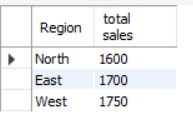 Region total sales
North 1600
East 1700
West 1750